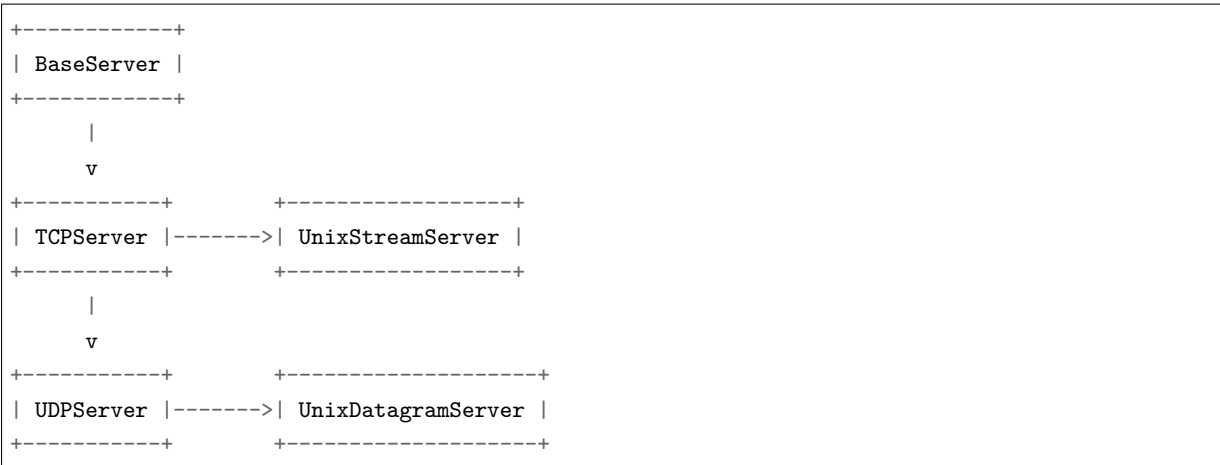 +------------+
| BaseServer |
+------------+
      |
      v
+-----------+        +------------------+
| TCPServer |------->| UnixStreamServer |
+-----------+        +------------------+
      |
      v
+-----------+        +--------------------+
| UDPServer |------->| UnixDatagramServer |
+-----------+        +--------------------+